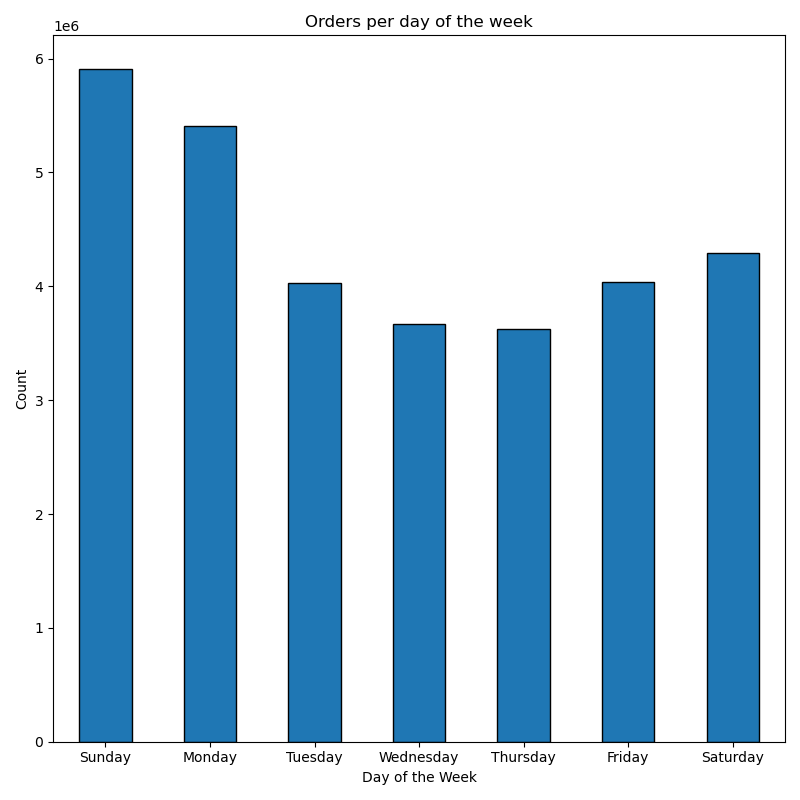 Orders per day of the week
1e6
6
5
4
3
2
1
0
Count
Sunday Monday Tuesday Wednesday Thursday Friday Saturday
Day of the Week